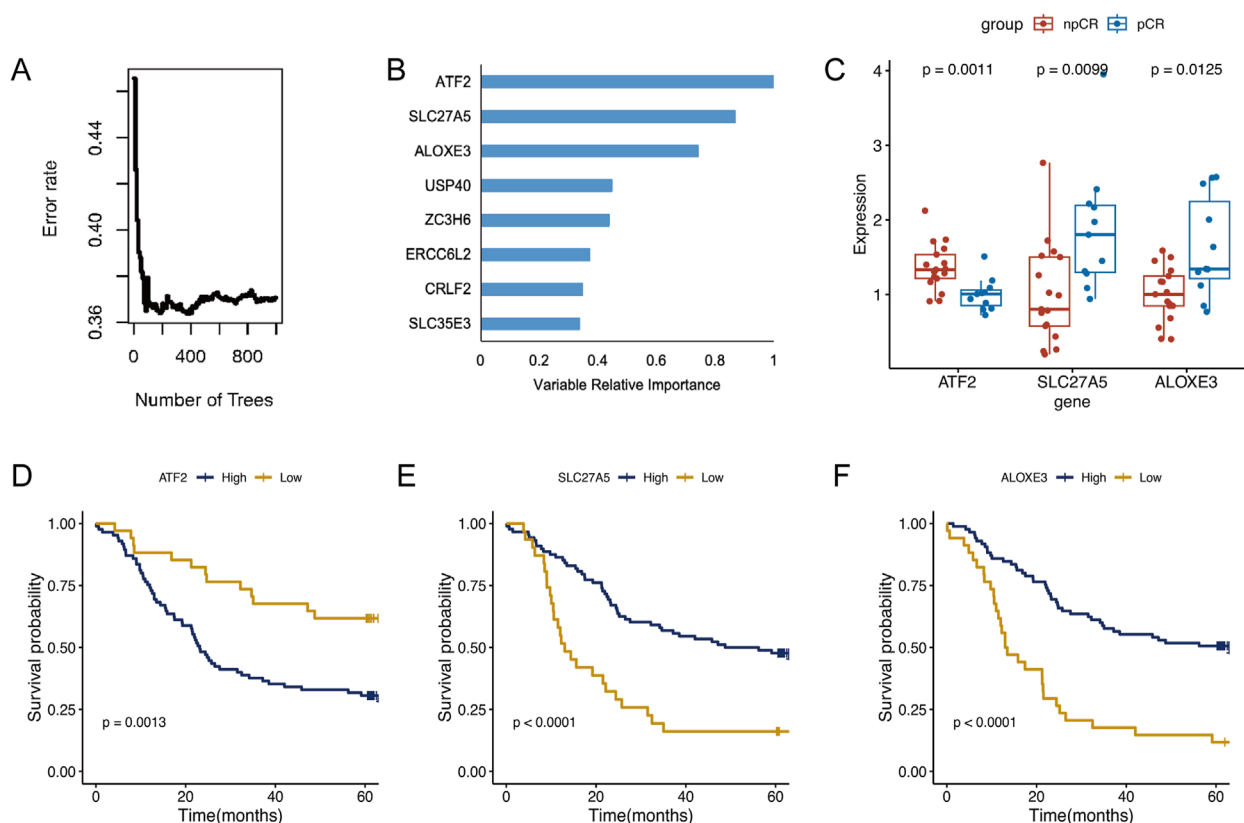 group npCR pCR
A
B
C
Error rate
0.44
0.40
0.36
0 400 800
Number of Trees
ATF2
SLC27A5
ALOXE3
USP40
ZC3H6
ERCC6L2
CRLF2
SLC35E3
0 0.2 0.4 0.6 0.8 1
Variable Relative Importance
p = 0.0011 p = 0.0099 p = 0.0125
Expression
4
3
2
1
ATF2 SLC27A5 ALOXE3
gene
D
ATF2 High Low
Survival probability
1.00
0.75
0.50
0.25
0.00
p = 0.0013
0 20 40 60
Time(months)
E
SLC27A5 High Low
Survival probability
1.00
0.75
0.50
0.25
0.00
p < 0.0001
0 20 40 60
Time(months)
F
ALOXE3 High Low
Survival probability
1.00
0.75
0.50
0.25
0.00
p < 0.0001
0 20 40 60
Time(months)